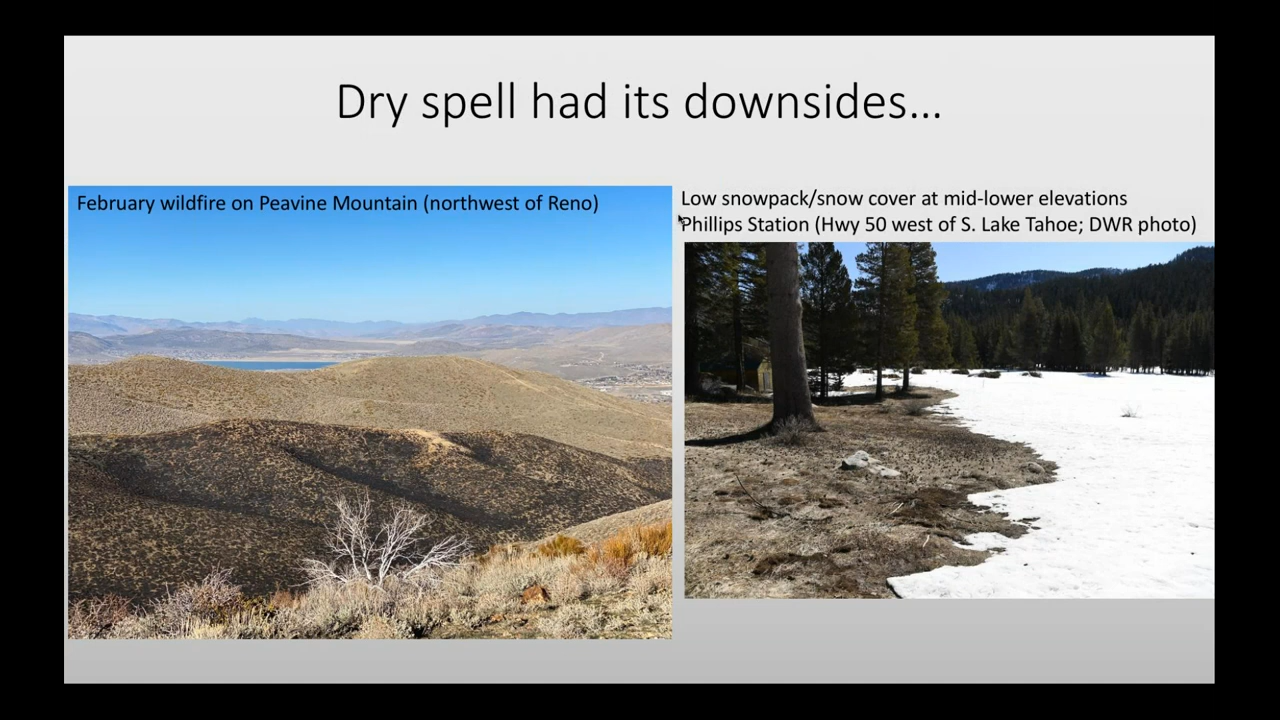 Dry spell had its downsides...
February wildfire on Peavine Mountain (northwest of Reno)
Low snowpack/snow cover at mid-lower elevations
Phillips Station (Hwy 50 west of S. Lake Tahoe; DWR photo)